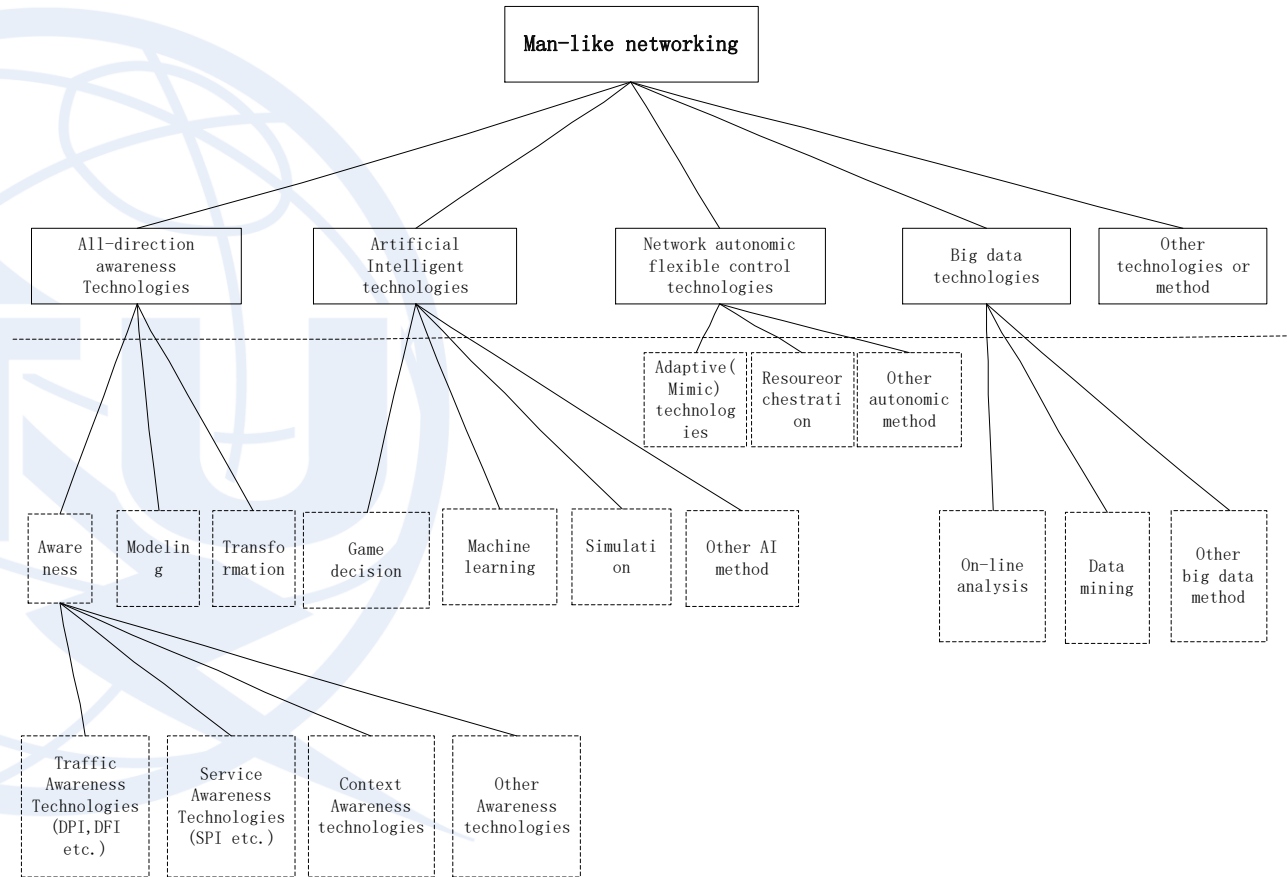 Man-like networking
All-direction
awareness
Technologies
Artificial
Intelligent
technologies
Network autonomic
flexible control
technologies
Big data
technologies
Other
technologies or
method
Adaptive(
Mimic)
technolog
ies
Resoureor
chestrati
on
Other
autonomic
method
Aware
ness
Modelin
g
Transfo
rmation
Game
decision
Machine
learning
Simulati
on
Other AI
method
On-line
analysis
Data
mining
Other
big data
method
Traffic
Awareness
Technologies
(DPI,DFI
etc.)
Service
Awareness
Technologies
(SPI etc.)
Context
Awareness
technologies
Other
Awareness
technologies
ITU